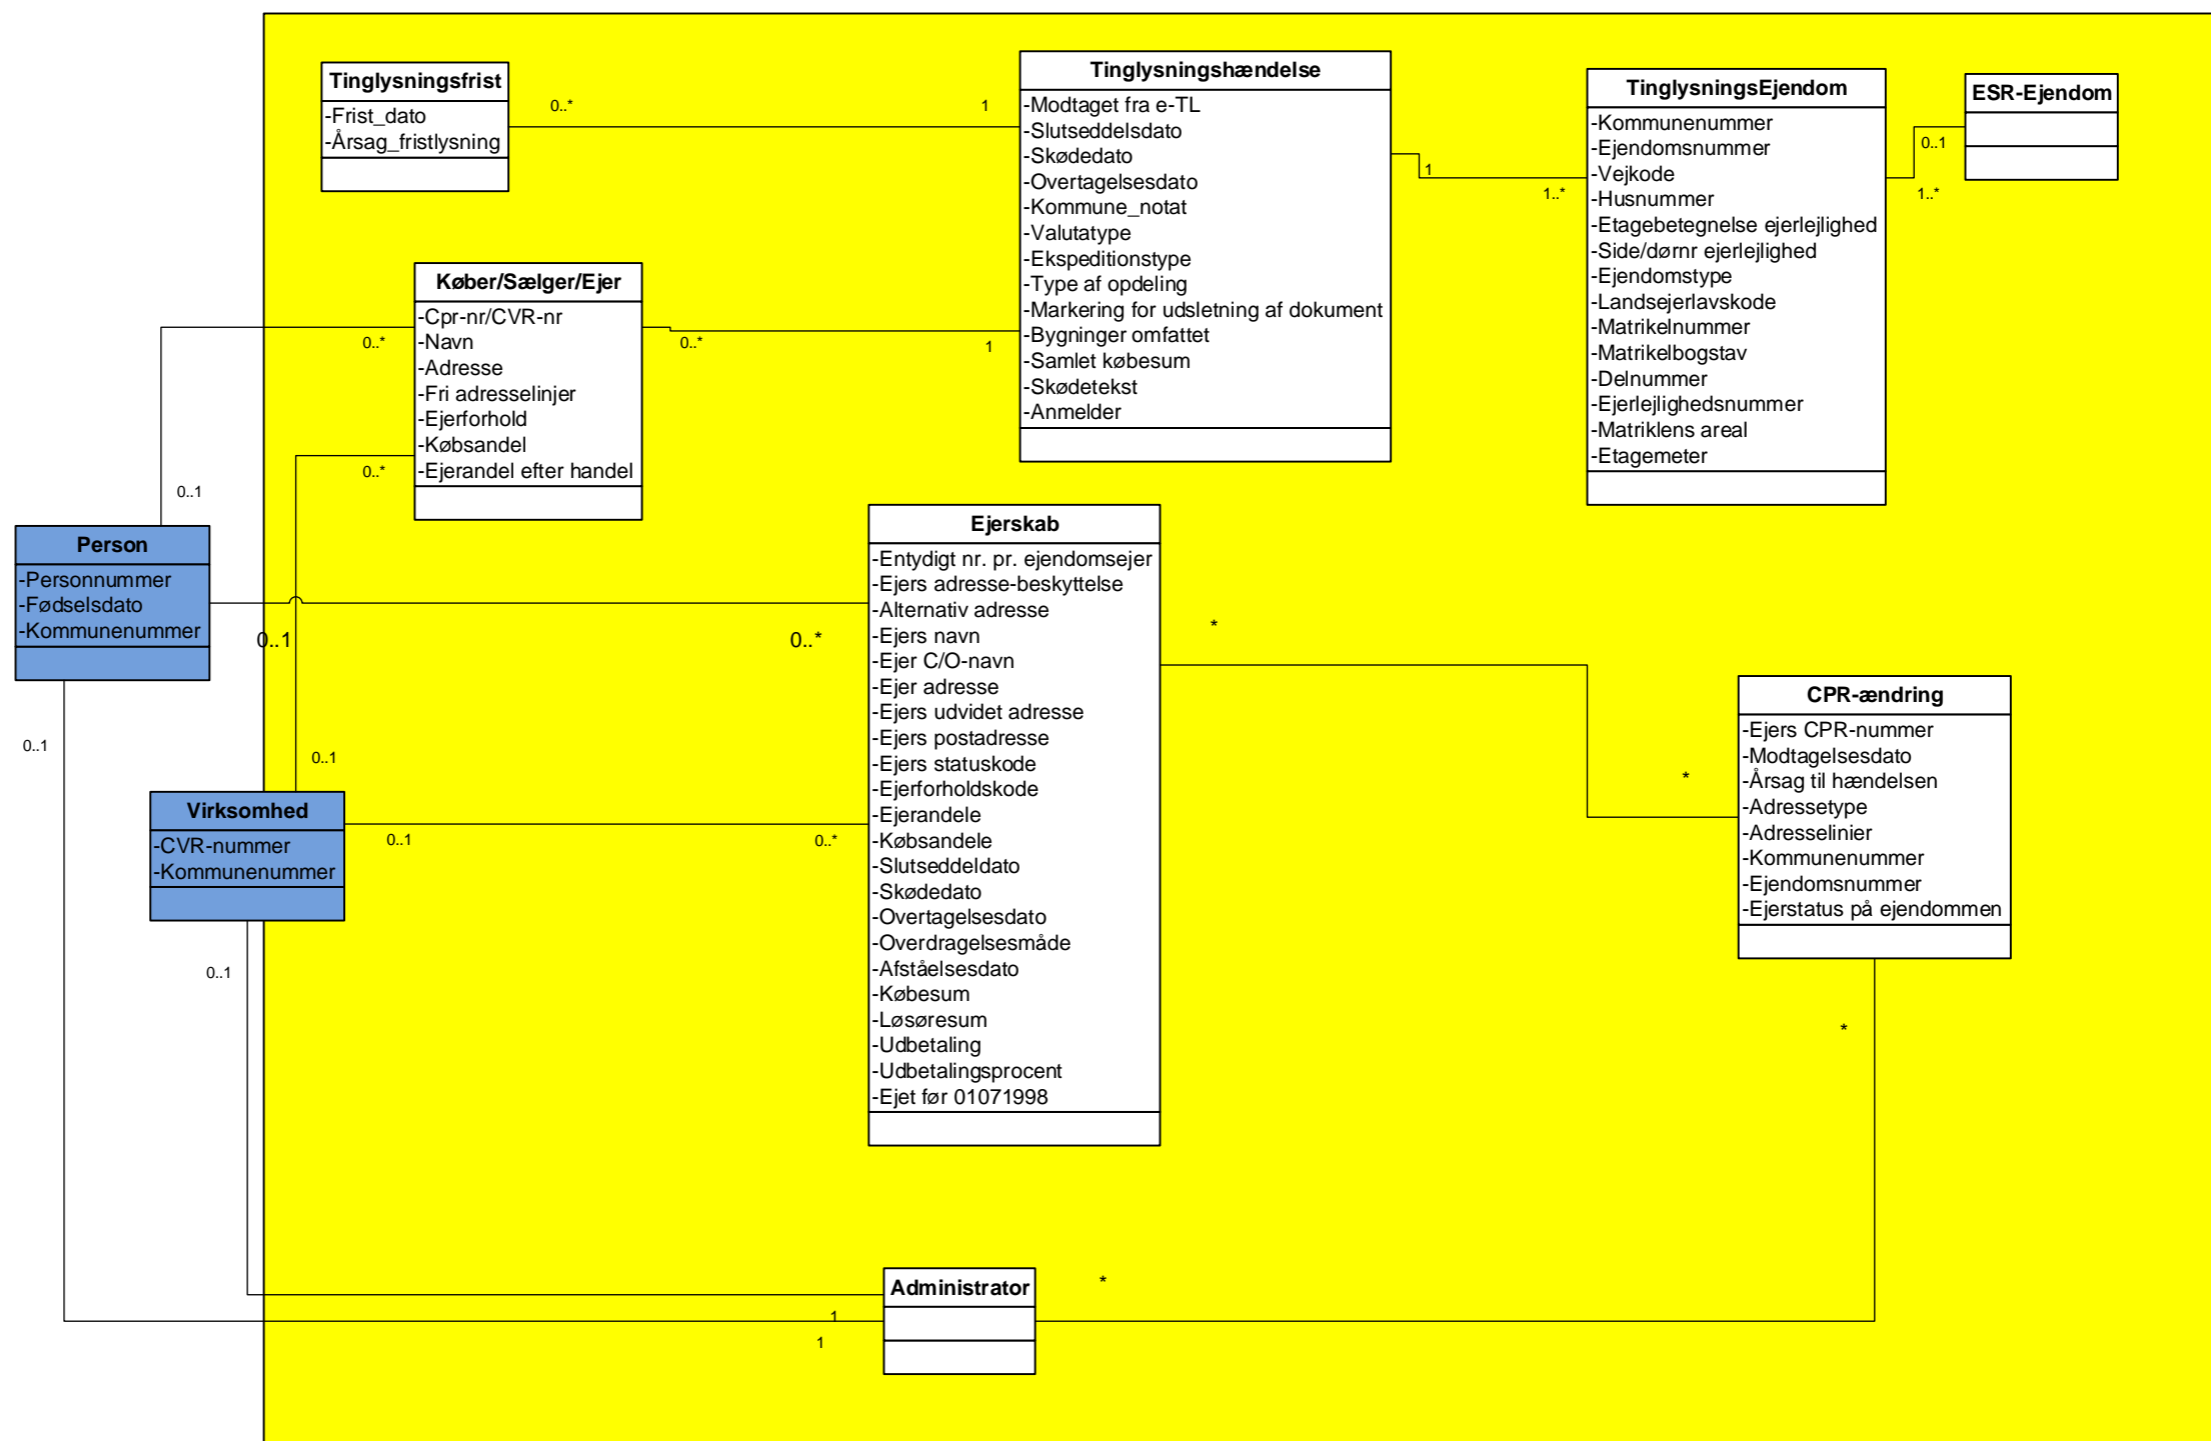 Tinglysningsfrist
-Frist_dato
-Årsag_fristlysning
0..*
1
Tinglysningshændelse
-Modtaget fra e-TL
-Slutseddelsdato
-Skødedato
-Overtagelsesdato
-Kommune_notat
-Valutatype
-Ekspeditionstype
-Type af opdeling
-Markering for udsletning af dokument
-Bygninger omfattet
-Samlet købesum
-Skødetekst
-Anmelder
1
1..*
TinglysningsEjendom
-Kommunenummer
-Ejendomsnummer
-Vejkode
-Husnummer
-Etagebetegnelse ejerlejlighed
-Side/dørnr ejerlejlighed
-Ejendomstype
-Landsejerlavskode
-Matrikelnummer
-Matrikelbogstav
-Delnummer
-Ejerlejlighedsnummer
-Matriklens areal
-Etagemeter
0..1
1..*
ESR-Ejendom
Køber/Sælger/Ejer
-Cpr-nr/CVR-nr
-Navn
-Adresse
-Fri adresselinjer
-Ejerforhold
-Købsandel
-Ejerandel efter handel
0..*
0..*
1
0..*
0..1
Person
-Personnummer
-Fødselsdato
-Kommunenummer
0..1
0..*
0..1
0..1
Virksomhed
-CVR-nummer
-Kommunenummer
0..1
0..*
0..1
Ejerskab
-Entydigt nr. pr. ejendomsejer
-Ejers adresse-beskyttelse
-Alternativ adresse
-Ejers navn
-Ejer C/O-navn
-Ejer adresse
-Ejers udvidet adresse
-Ejers postadresse
-Ejers statuskode
-Ejerforholdskode
-Ejerandele
-Købsandele
-Slutseddeldato
-Skødedato
-Overtagelsesdato
-Overdragelsesmåde
-Afståelsesdato
-Købesum
-Løsøresum
-Udbetaling
-Udbetalingsprocent
-Ejet før 01071998
*
*
CPR-ændring
-Ejers CPR-nummer
-Modtagelsesdato
-Årsag til hændelsen
-Adressetype
-Adresselinier
-Kommunenummer
-Ejendomsnummer
-Ejerstatus på ejendommen
*
Administrator
*
1
1